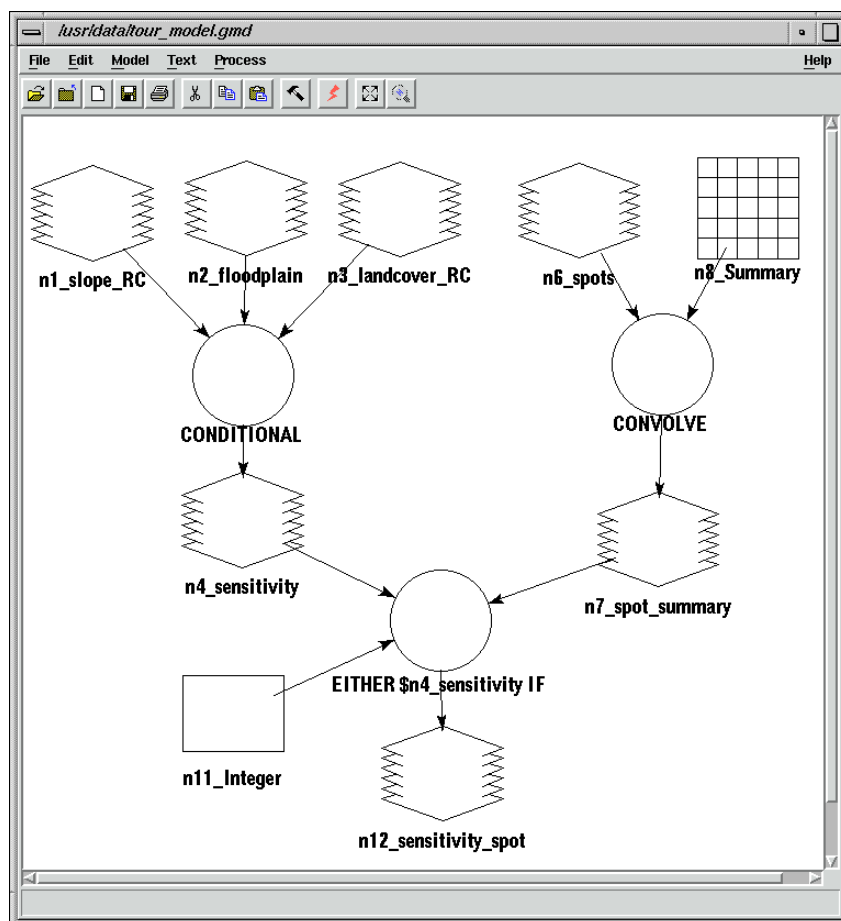 /usr/data/tour_model.gmd
File Edit Model Text Process Help
n1_slope_RC
n2_floodplain
n3_landcover_RC
n6_spots
n8_Summary
CONDITIONAL
CONVOLVE
n4_sensitivity
n7_spot_summary
EITHER $n4_sensitivity IF
n11_Integer
n12_sensitivity_spot